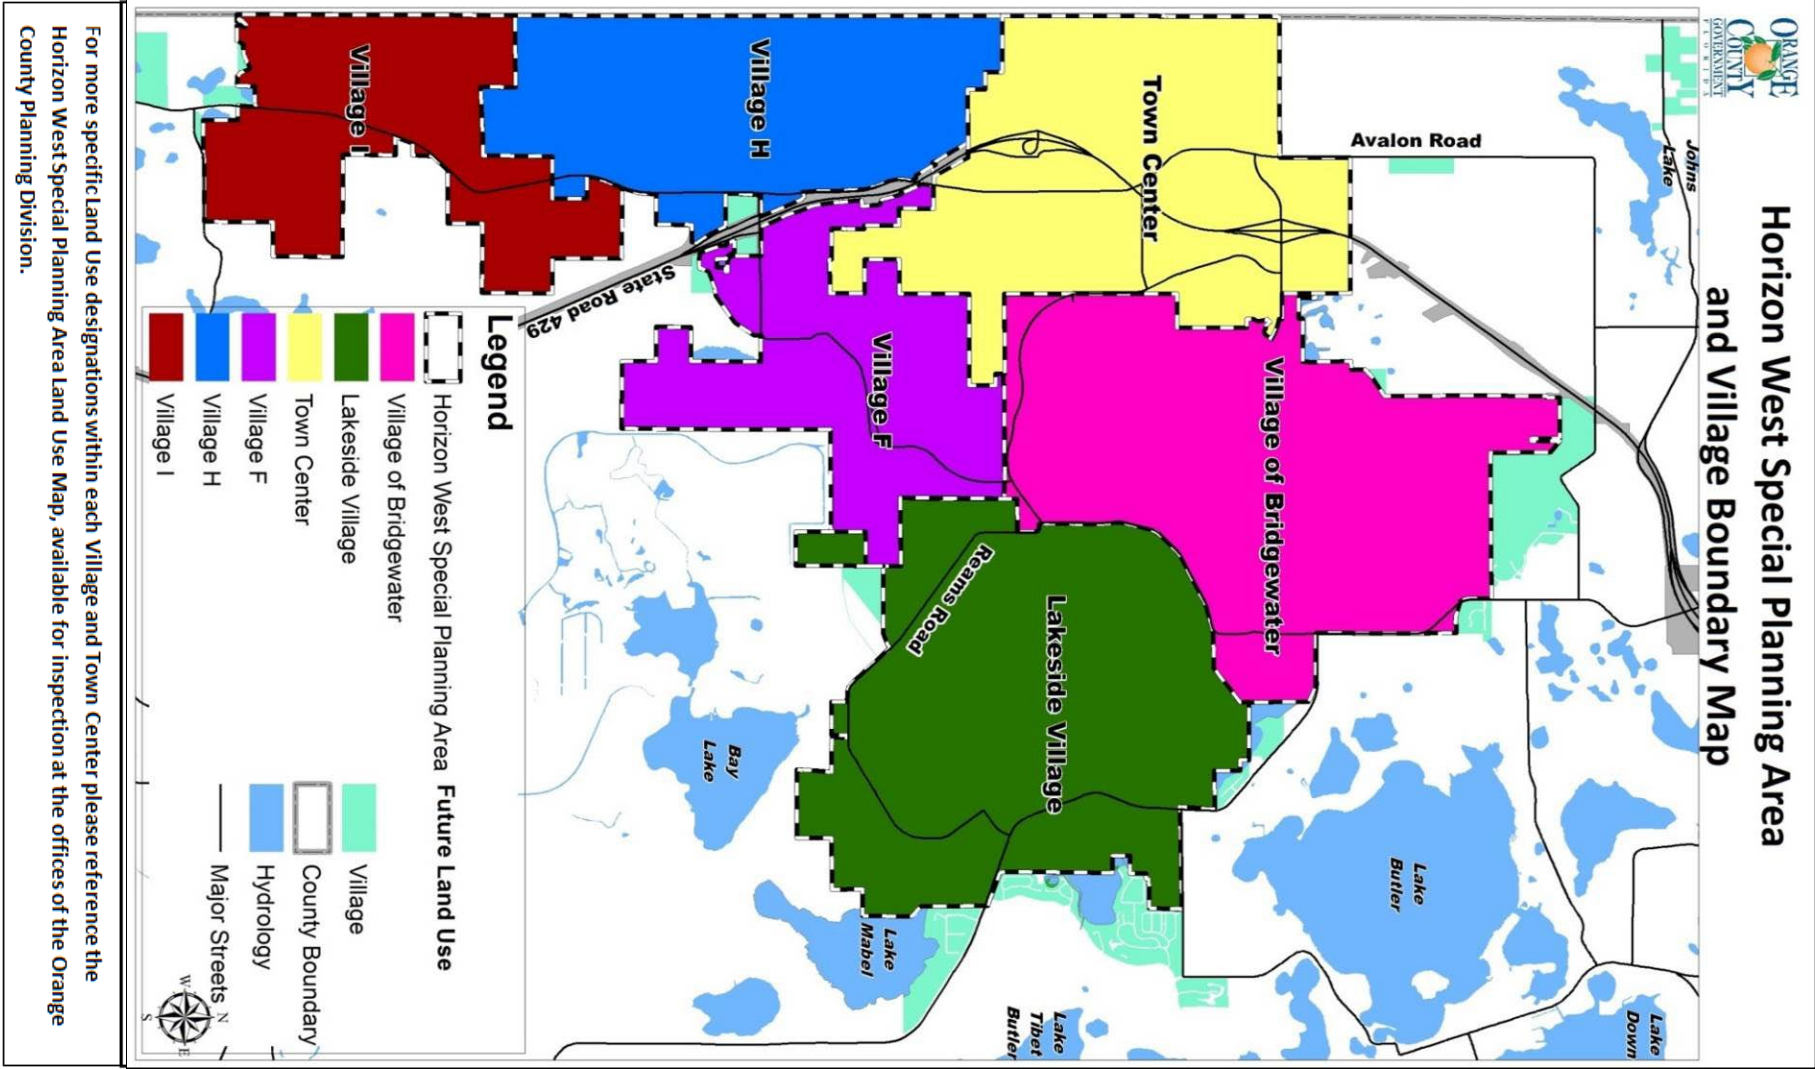 ORANGE
COUNTY
GOVERNMENT
FLORIDA
Horizon West Special Planning Area
and Village Boundary Map
Johns
Lake
Avalon Road
Town Center
Village H
Village I
State Road 429
Village F
Village of Bridgewater
Reams Road
Lakeside Village
Bay
Lake
Lake
Butler
Lake
Mabel
Lake
Tibet
Butler
Lake
Down
Legend
Horizon West Special Planning Area
Village of Bridgewater
Lakeside Village
Town Center
Village F
Village H
Village I
Future Land Use
Village
County Boundary
Hydrology
Major Streets
N
W
E
S
For more specific Land Use designations within each Village and Town Center please reference the
Horizon West Special Planning Area Land Use Map, available for inspection at the offices of the Orange
County Planning Division.